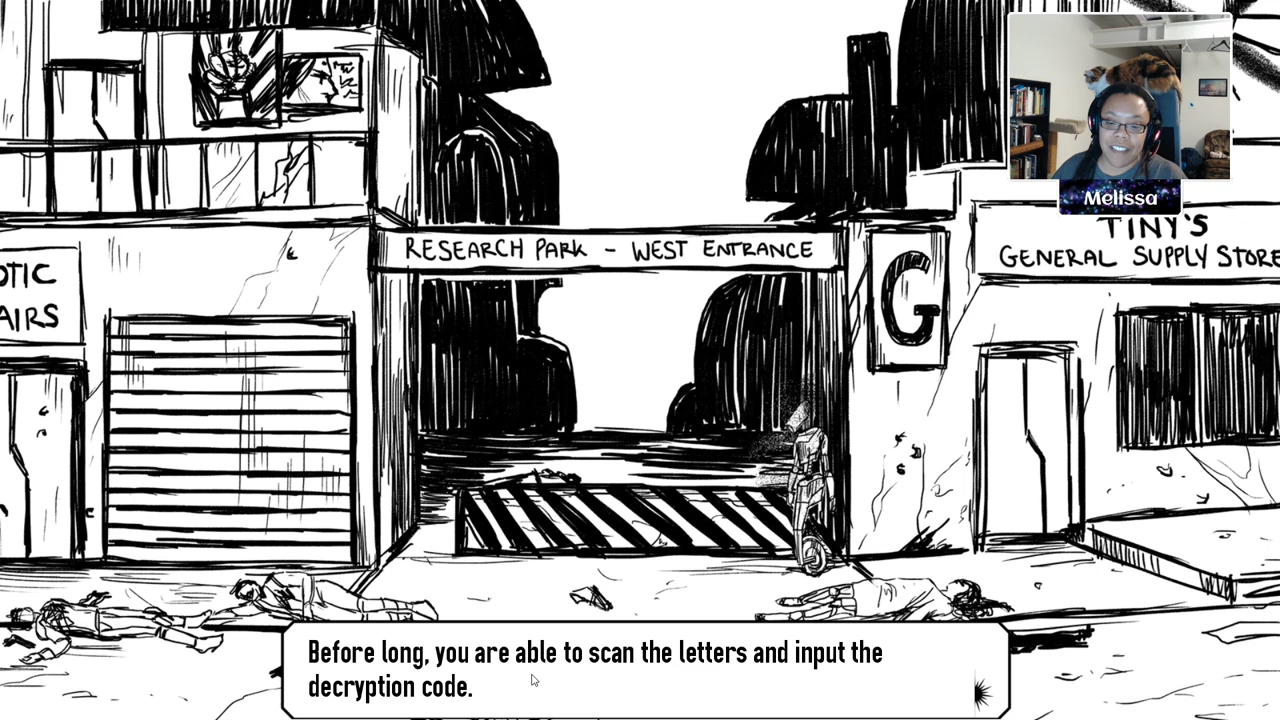 Melissa
TINY'S
GENERAL SUPPLY STORE
RESEARCH PARK - WEST ENTRANCE
G
OTIC
AIRS
Before long, you are able to scan the letters and input the
decryption code.